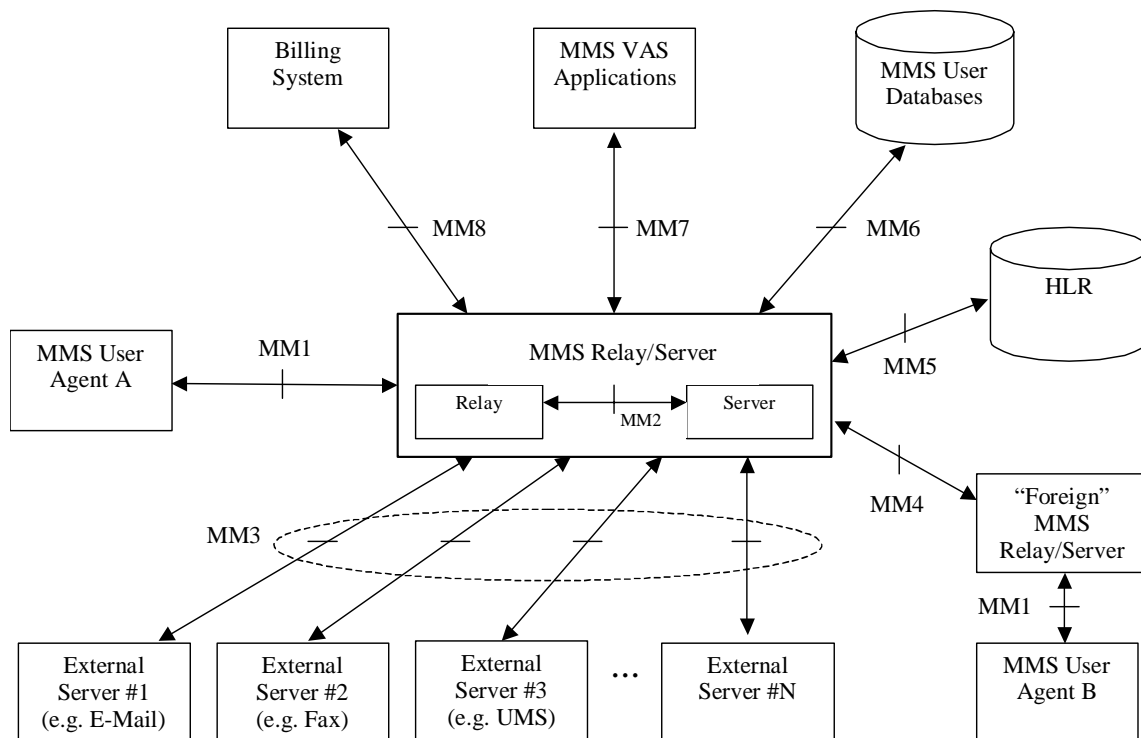 Billing
System
MMS VAS
Applications
MMS User
Databases
MM8
MM7
MM6
HLR
MMS User
Agent A
MM1
MMS Relay/Server
MM5
Relay
MM2
Server
MM4
"Foreign"
MMS
Relay/Server
MM3
MM1
External
Server #1
(e.g. E-Mail)
External
Server #2
(e.g. Fax)
External
Server #3
(e.g. UMS)
...
External
Server #N
MMS User
Agent B